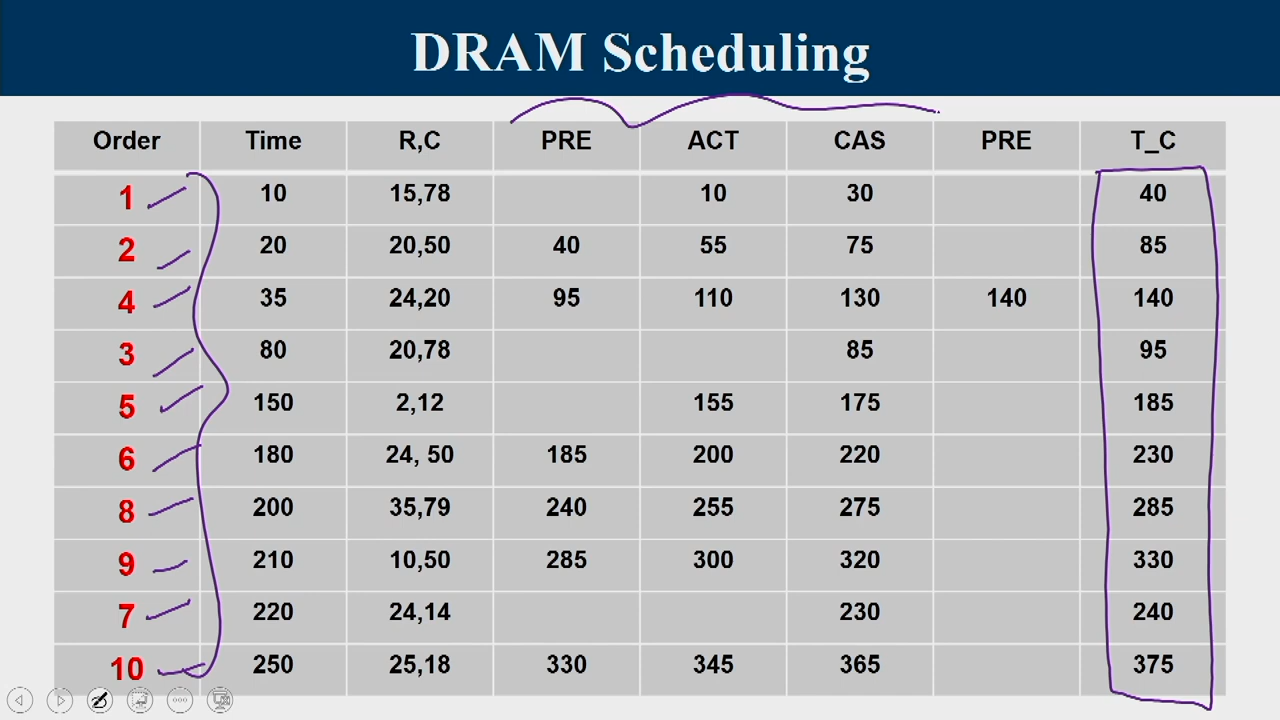 DRAM Scheduling
Order Time R,C PRE ACT CAS PRE T_C
1 10 15,78 10 30 40
2 20 20,50 40 55 75 85
4 35 24,20 95 110 130 140 140
3 80 20,78 85 95
5 150 2,12 155 175 185
6 180 24, 50 185 200 220 230
8 200 35,79 240 255 275 285
9 210 10,50 285 300 320 330
7 220 24,14 230 240
10 250 25,18 330 345 365 375